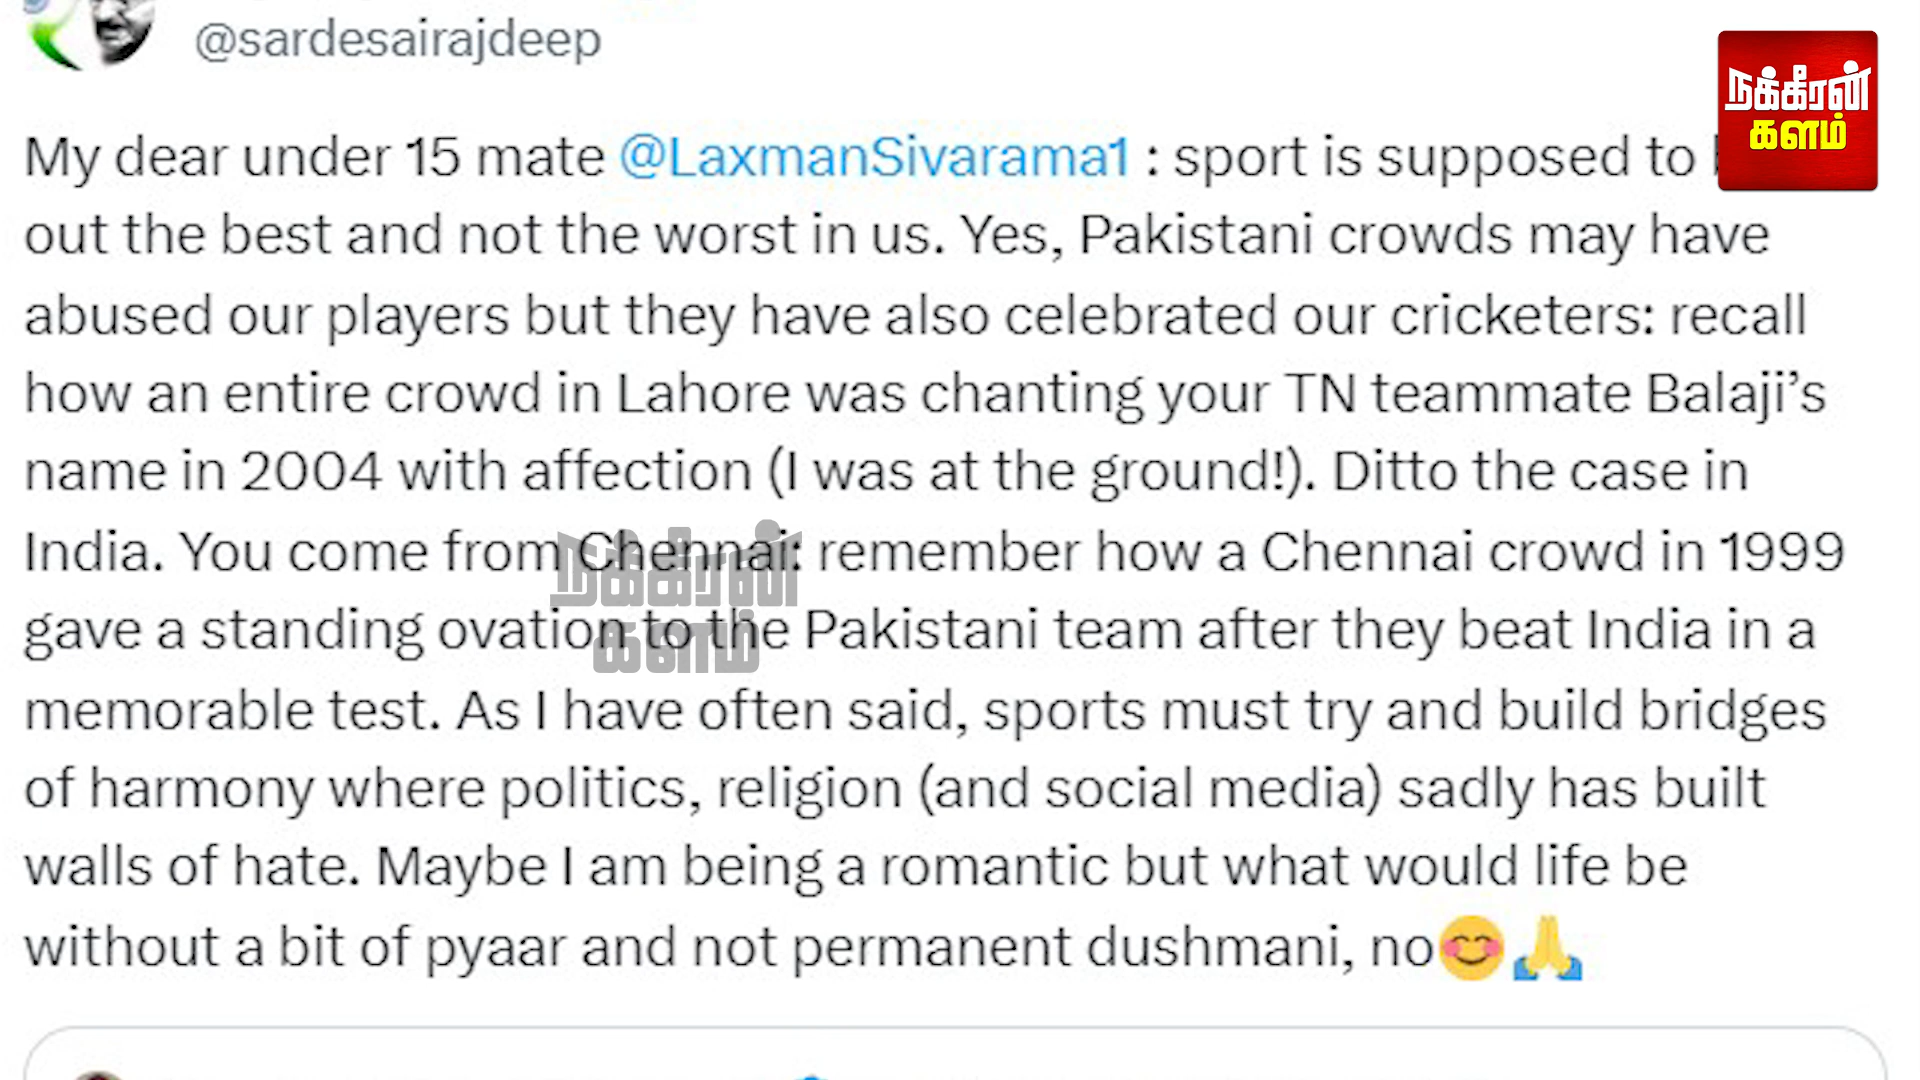 @sardesairajdeep
நக்கீரன்
களம்
My dear under 15 mate @LaxmanSivarama1 : sport is supposed to
out the best and not the worst in us. Yes, Pakistani crowds may have
abused our players but they have also celebrated our cricketers: recall
how an entire crowd in Lahore was chanting your TN teammate Balaji’s
name in 2004 with affection (I was at the ground!). Ditto the case in
India. You come from Chennai: remember how a Chennai crowd in 1999
gave a standing ovation to the Pakistani team after they beat India in a
memorable test. As I have often said, sports must try and build bridges
of harmony where politics, religion (and social media) sadly has built
walls of hate. Maybe I am being a romantic but what would life be
without a bit of pyaar and not permanent dushmani, no😊🙏
நக்கீரன்
களம்